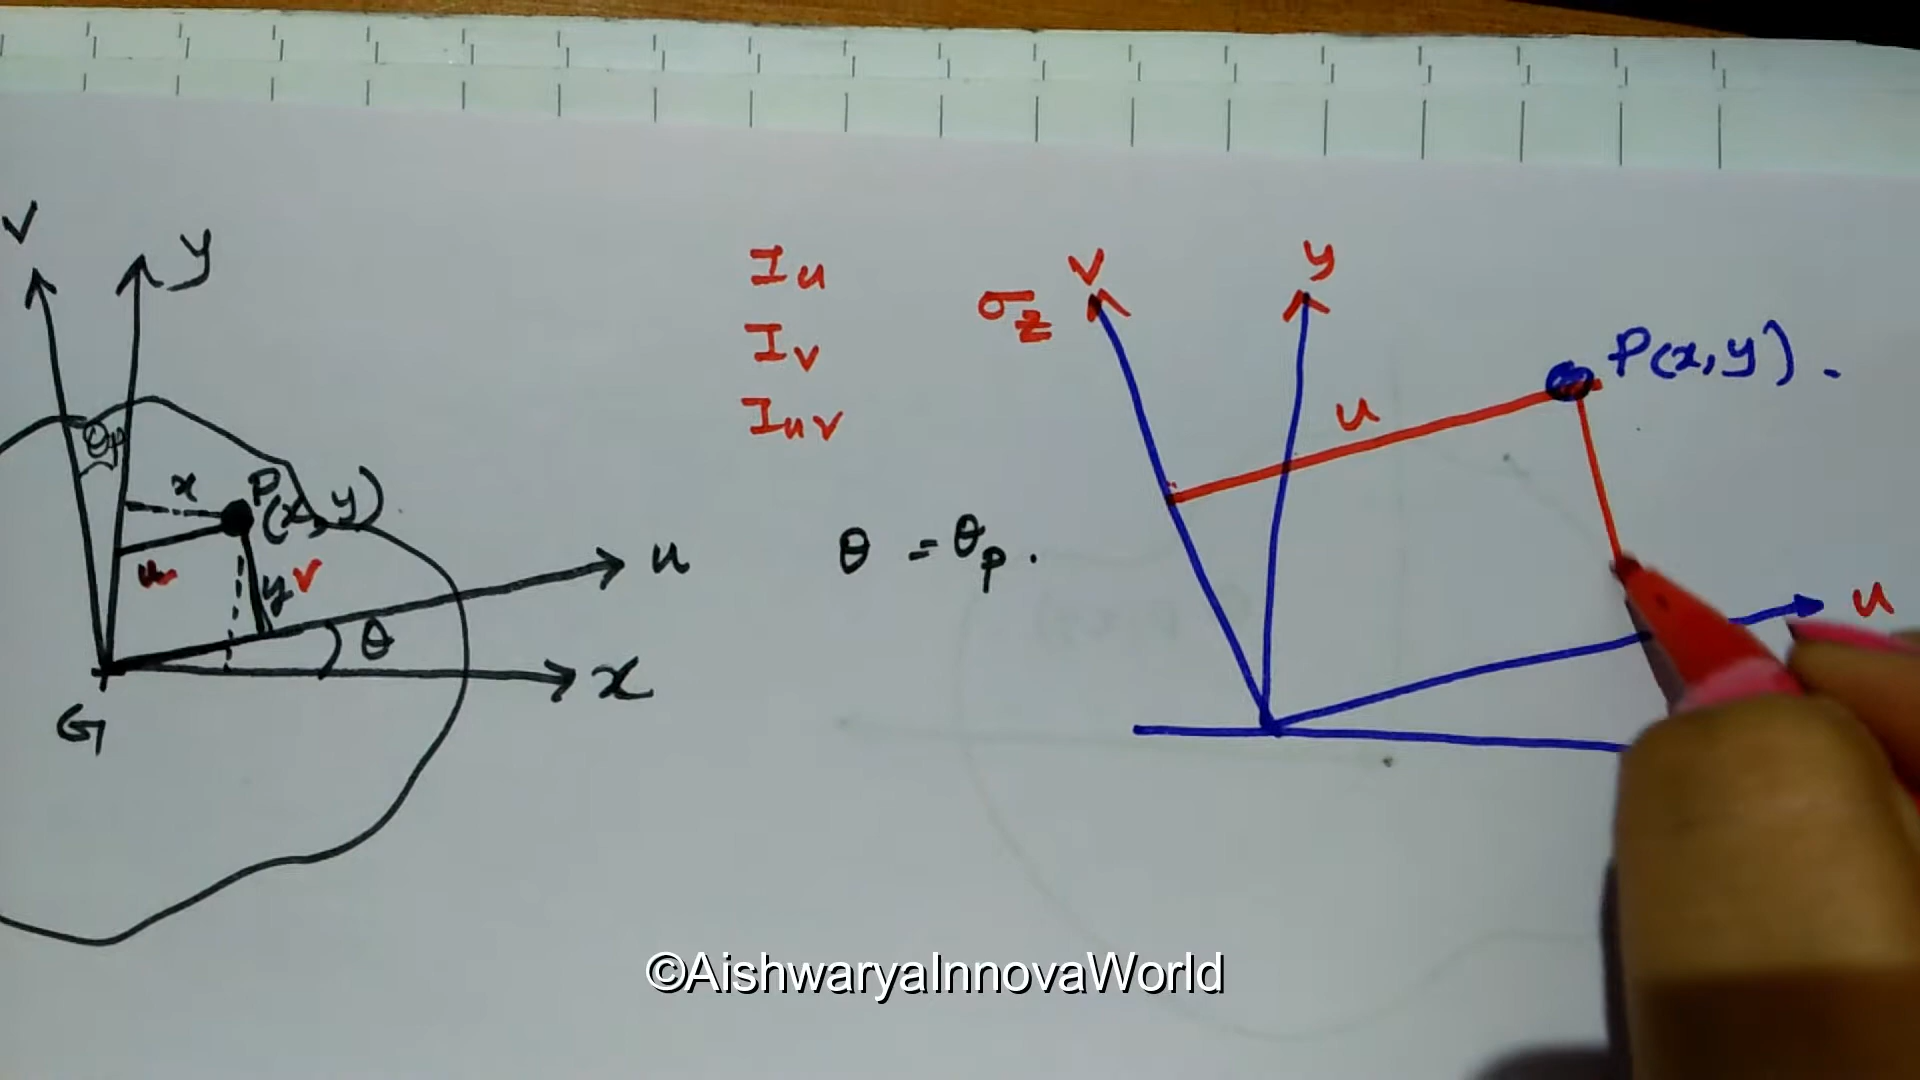 V
y
θp
x
P(x, y)
u
y
V
u
θ
x
G
Iu
Iv
Iuv
σz
θ = θp.
V
y
P(x, y).
u
u
©AishwaryaInnovaWorld